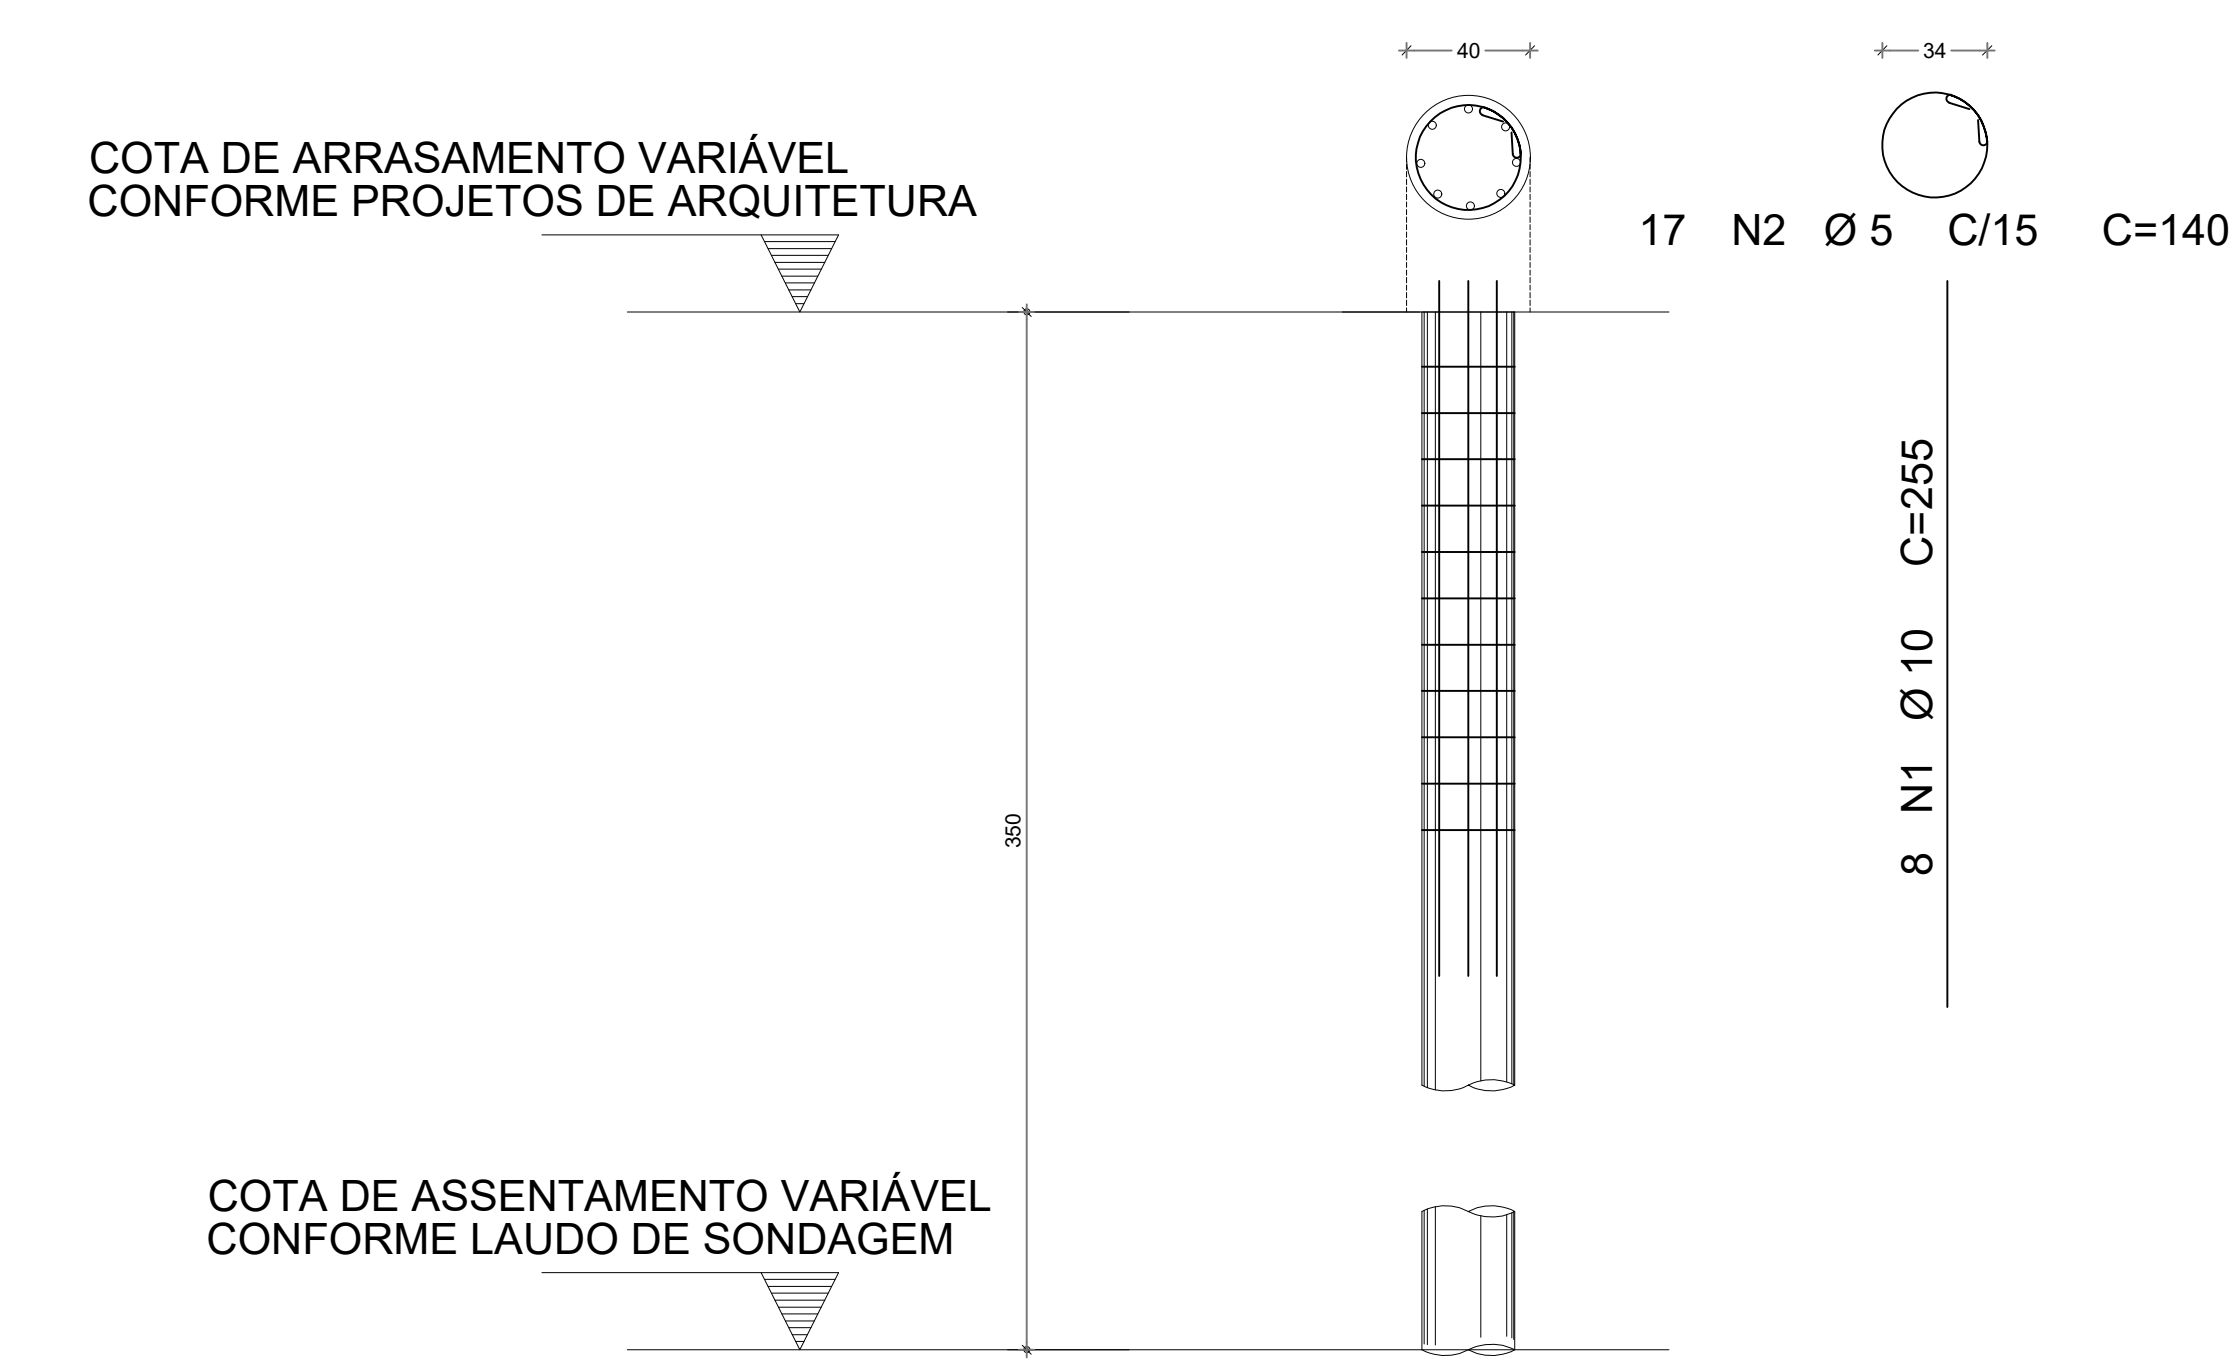 40
34
COTA DE ARRASAMENTO VARIÁVEL
CONFORME PROJETOS DE ARQUITETURA
17 N2 Ø 5 C/15 C=140
8 N1 Ø 10 C=255
350
COTA DE ASSENTAMENTO VARIÁVEL
CONFORME LAUDO DE SONDAGEM